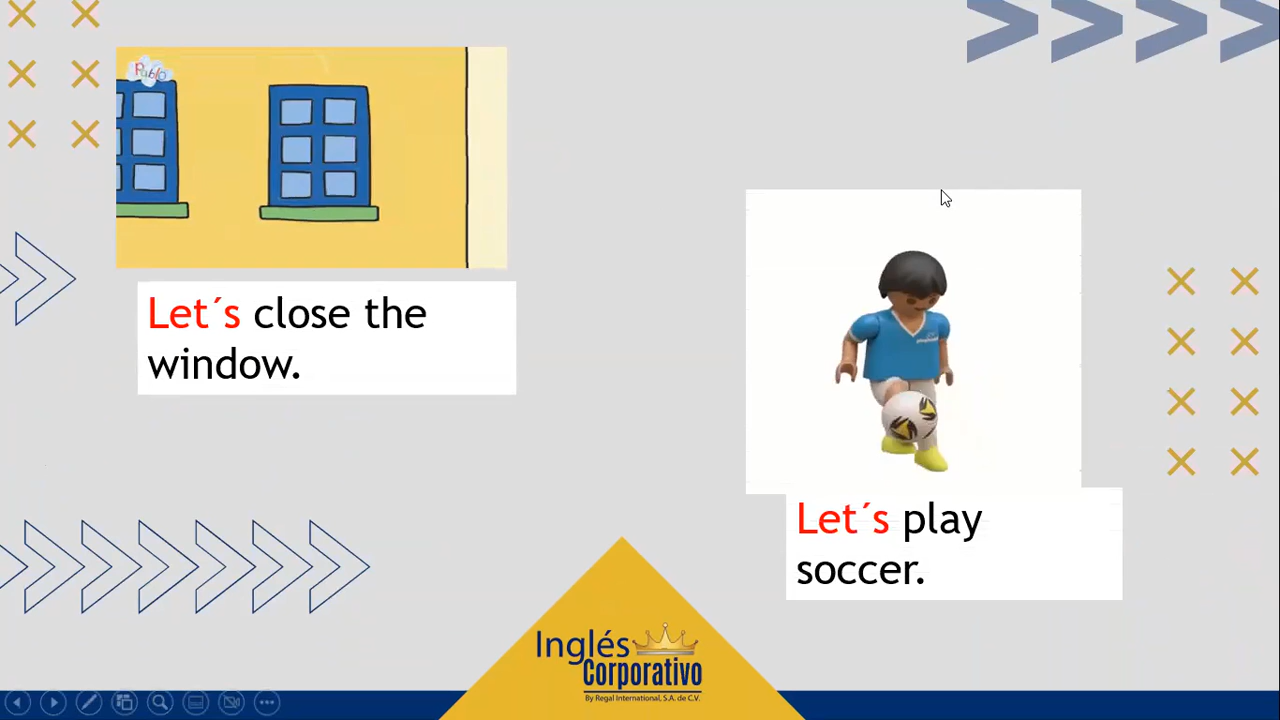 Pablo
Let´s close the
window.
Let´s play
soccer.
Inglés
Corporativo
By Regal International, S.A. de C.V.